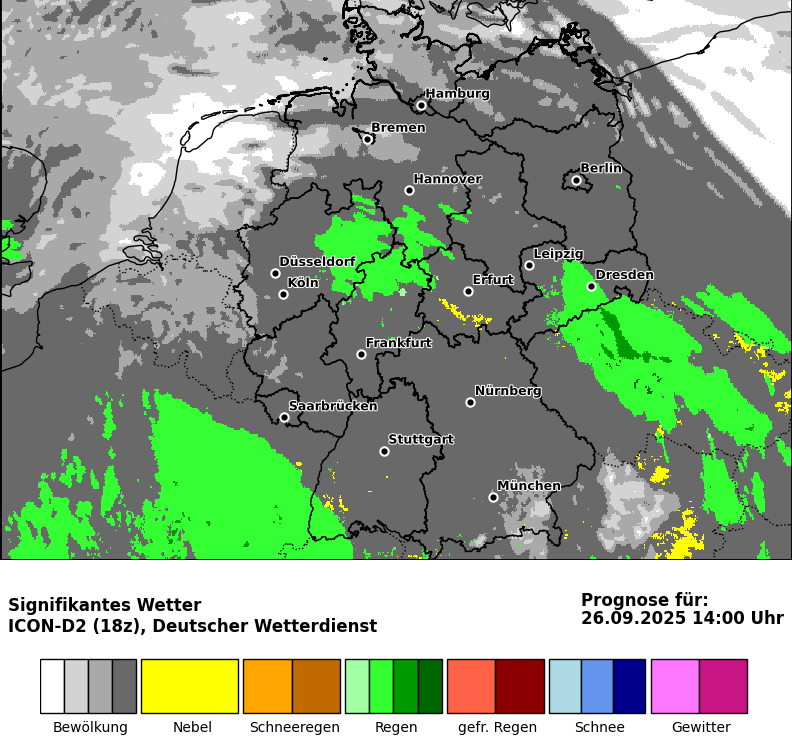 Hamburg
Bremen
Berlin
Hannover
Leipzig
Düsseldorf
Dresden
Köln
Erfurt
Frankfurt
Nürnberg
Saarbrücken
Stuttgart
München
Signifikantes Wetter
ICON-D2 (18z), Deutscher Wetterdienst
Prognose für:
26.09.2025 14:00 Uhr
Bewölkung
Nebel
Schneeregen
Regen
gefr. Regen
Schnee
Gewitter